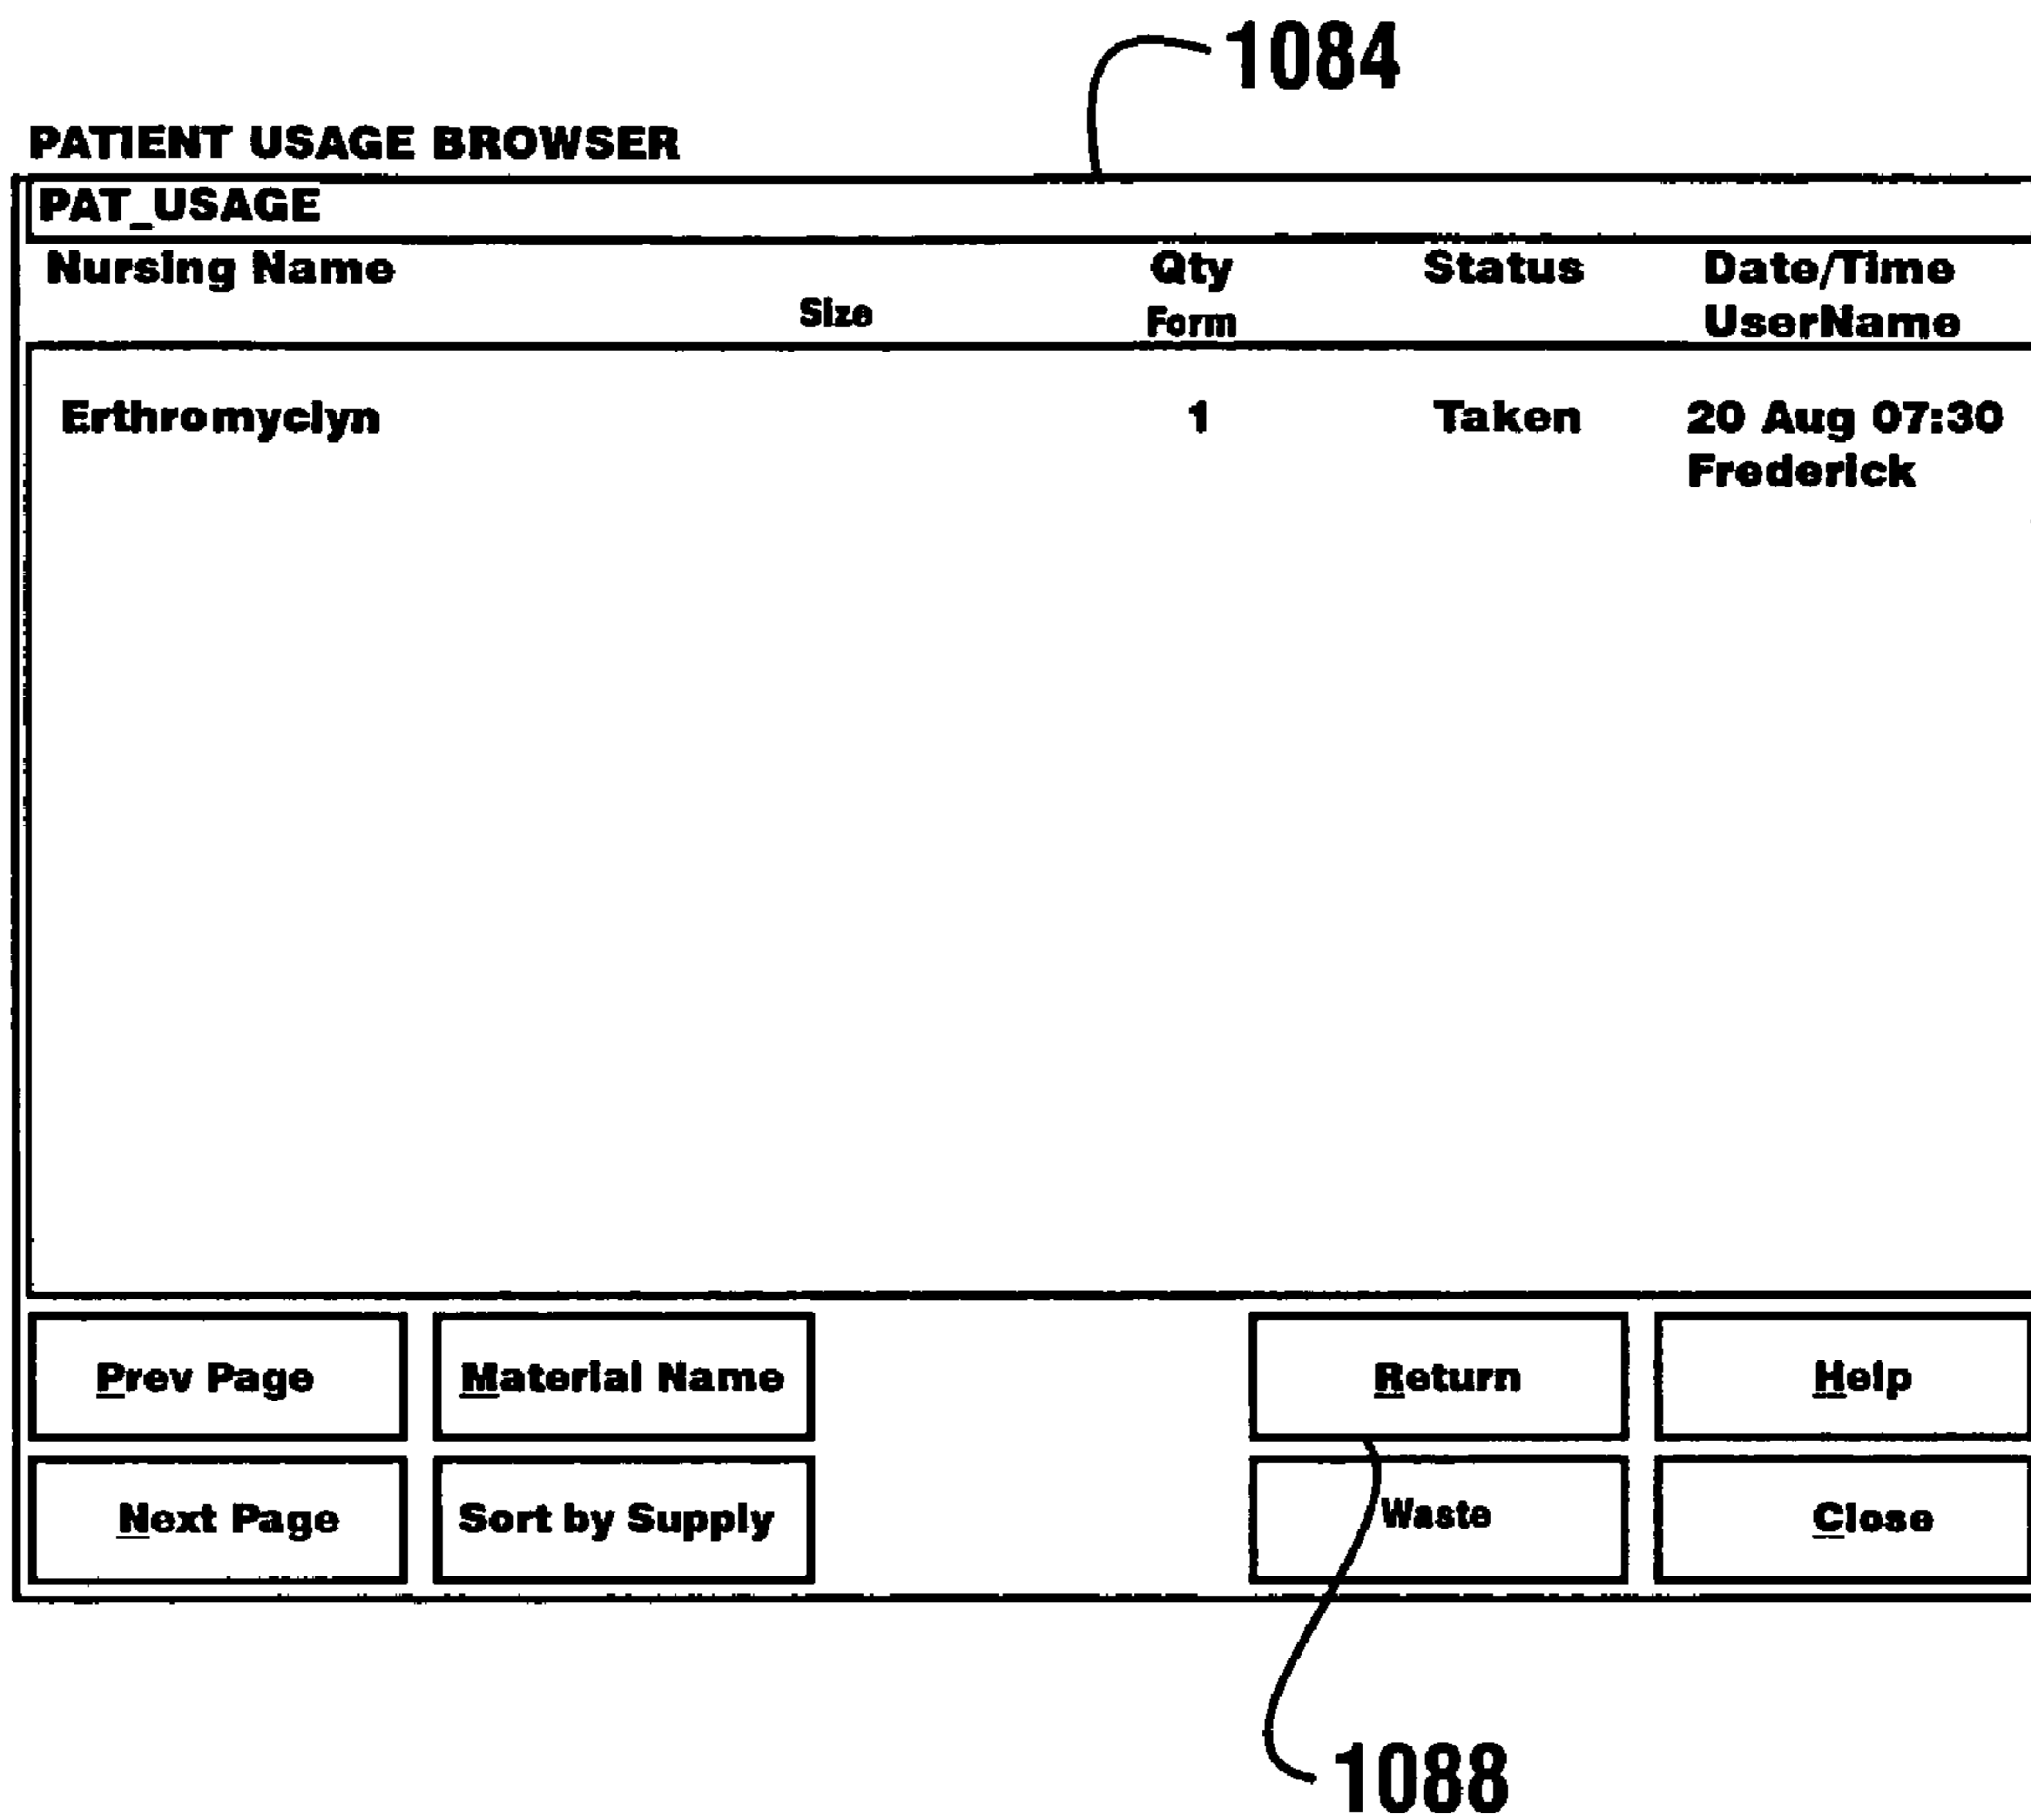 1084
PATIENT USAGE BROWSER
PAT_USAGE
Nursing Name Qty Status Date/Time
Size Form UserName
Erthromyclyn 1 Taken 20 Aug 07:30
Frederick
Prev Page Material Name Return Help
Next Page Sort by Supply Waste Close
1088